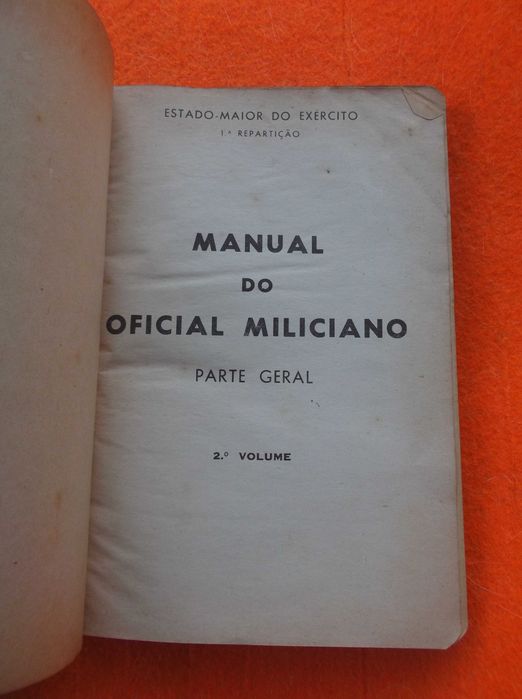 ESTADO-MAIOR DO EXÉRCITO
1.ª REPARTIÇÃO
MANUAL
DO
OFICIAL MILICIANO
PARTE GERAL
2.º VOLUME